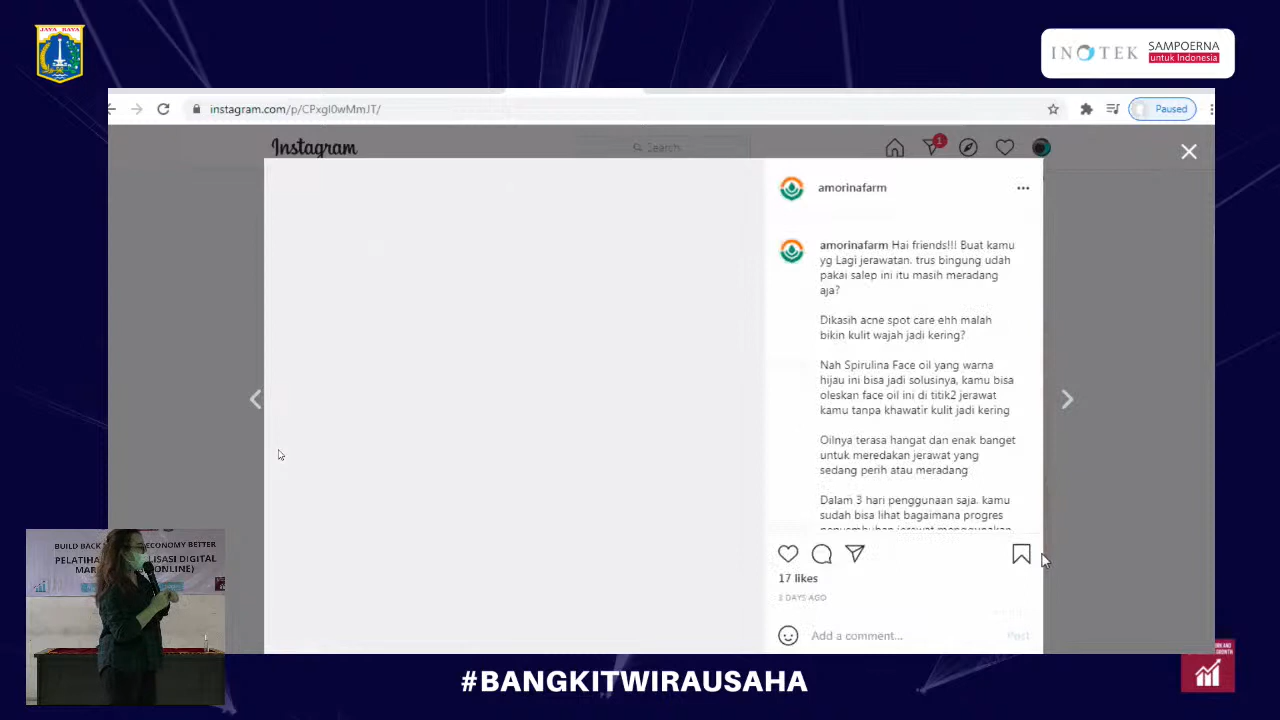 JAYA RAYA
INOTEK
SAMPOERNA
untuk Indonesia
instagram.com/p/CPxgl0wMmJT/
Paused
Instagram
Search
1
amorinafarm
amorinafarm Hai friends!!! Buat kamu
yg Lagi jerawatan, trus bingung udah
pakai salep ini itu masih meradang
aja?
Dikasih acne spot care ehh malah
bikin kulit wajah jadi kering?
Nah Spirulina Face oil yang warna
hijau ini bisa jadi solusinya, kamu bisa
oleskan face oil ini di titik2 jerawat
kamu tanpa khawatir kulit jadi kering
Oilnya terasa hangat dan enak banget
untuk meredakan jerawat yang
sedang perih atau meradang
Dalam 3 hari penggunaan saja, kamu
sudah bisa lihat bagaimana progres
penyembuhan jerawat menggunakan
17 likes
3 DAYS AGO
Add a comment...
Post
BUILD BACK ECONOMY BETTER
DIGITAL
#BANGKITWIRAUSAHA